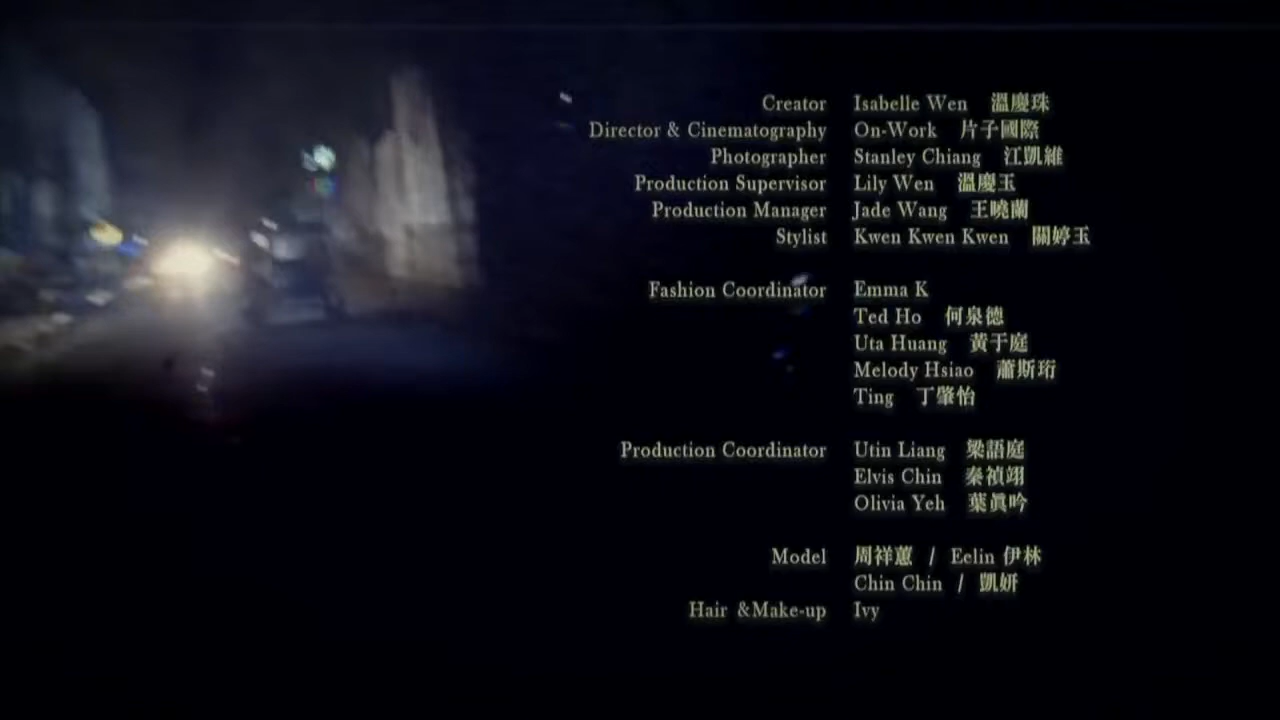 Creator Isabelle Wen 溫慶珠
Director & Cinematography On-Work 片子國際
Photographer Stanley Chiang 江凱維
Production Supervisor Lily Wen 溫慶玉
Production Manager Jade Wang 王曉蘭
Stylist Kwen Kwen Kwen 關婷玉
Fashion Coordinator Emma K
Ted Ho 何泉德
Uta Huang 黃于庭
Melody Hsiao 蕭斯珩
Ting 丁肇怡
Production Coordinator Utin Liang 梁語庭
Elvis Chin 秦禎翊
Olivia Yeh 葉眞吟
Model 周祥蕙 / Eelin 伊林
Chin Chin / 凱妍
Hair &Make-up Ivy